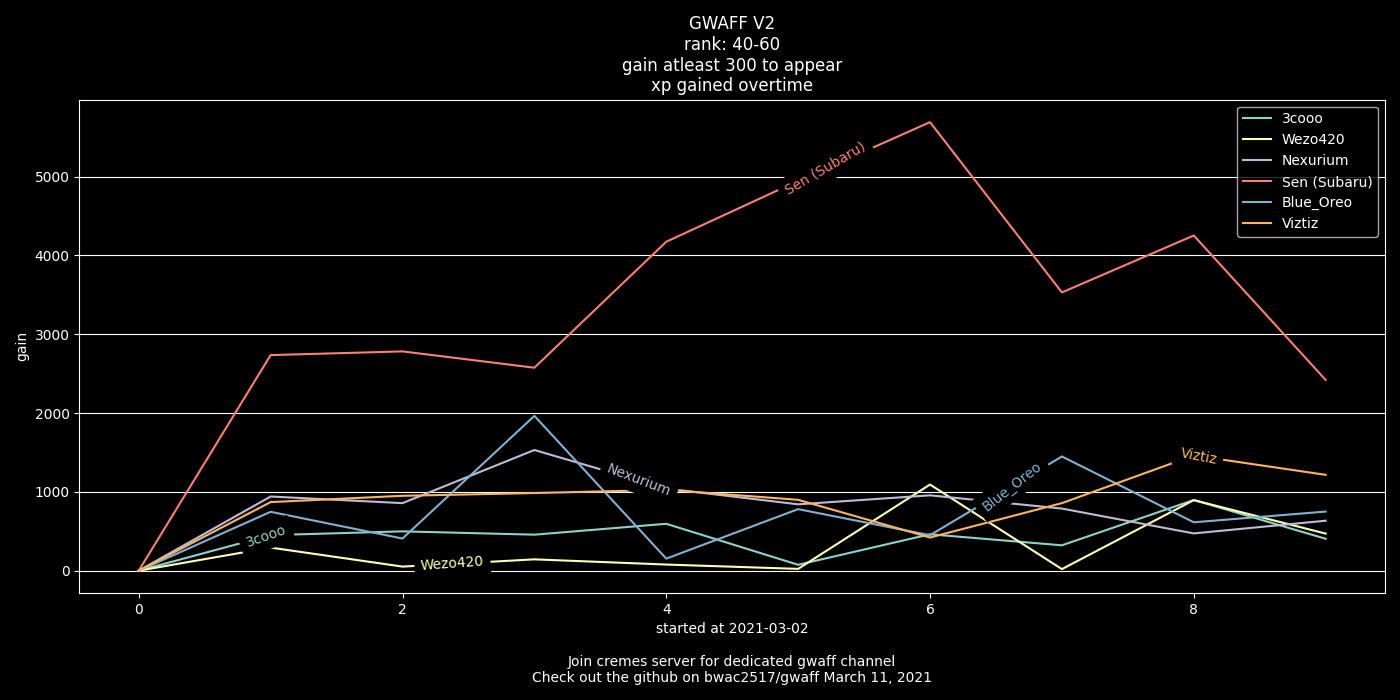 GWAFF V2
rank: 40-60
gain atleast 300 to appear
xp gained overtime
3cooo
Wezo420
Nexurium
Sen (Subaru)
Blue_Oreo
Viztiz
gain
5000
4000
3000
2000
1000
0
Sen (Subaru)
Nexurium
Blue_Oreo
Viztiz
3cooo
Wezo420
0 2 4 6 8
started at 2021-03-02
Join cremes server for dedicated gwaff channel
Check out the github on bwac2517/gwaff March 11, 2021